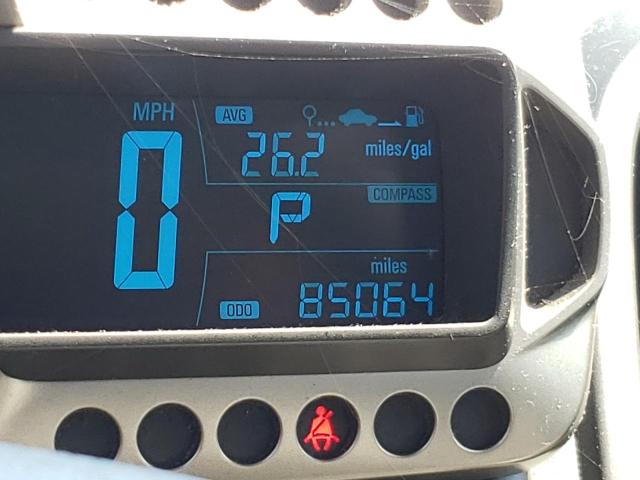 MPH
AVG
26.2 miles/gal
COMPASS
0
P
miles
ODO 85064